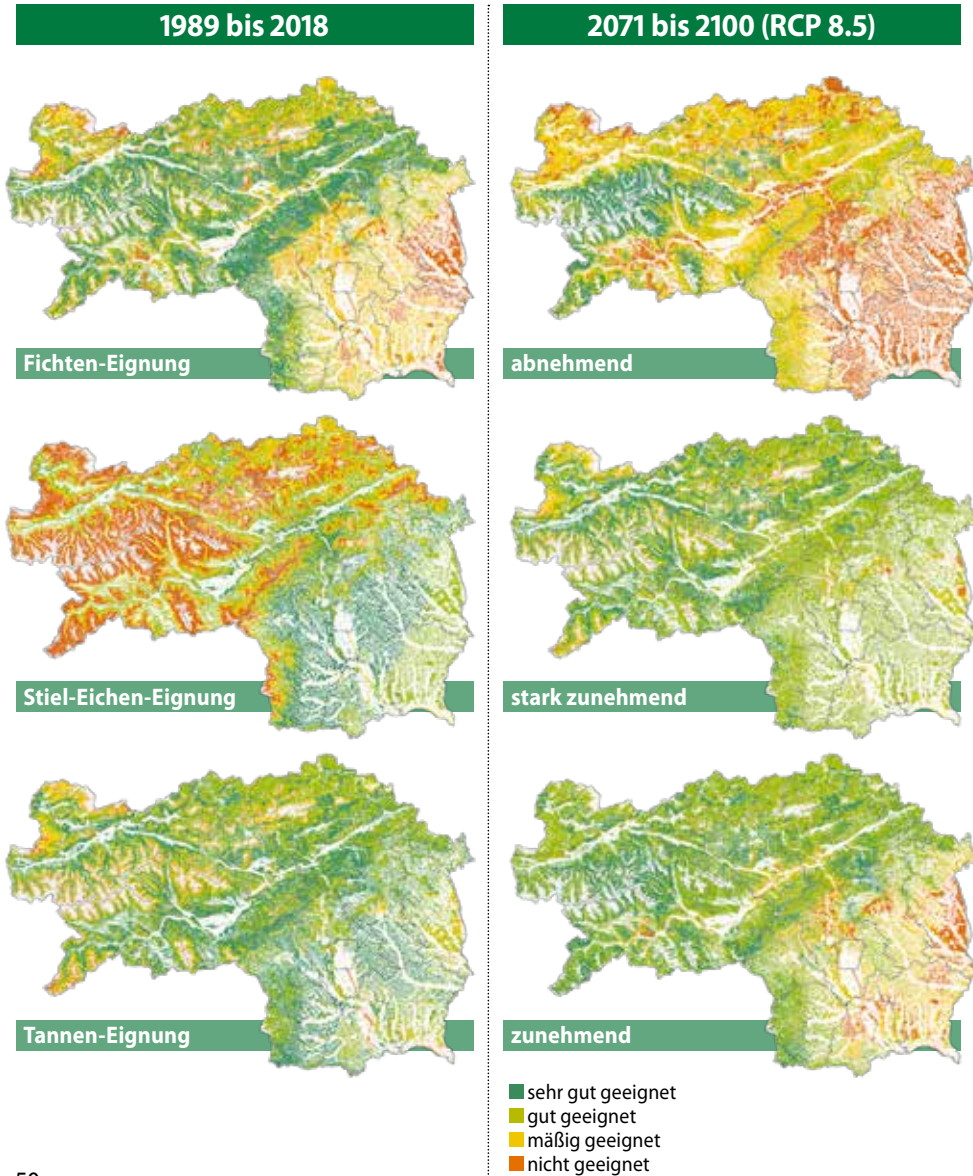 1989 bis 2018
2071 bis 2100 (RCP 8.5)
Fichten-Eignung
abnehmend
Stiel-Eichen-Eignung
stark zunehmend
Tannen-Eignung
zunehmend
sehr gut geeignet
gut geeignet
mäßig geeignet
nicht geeignet